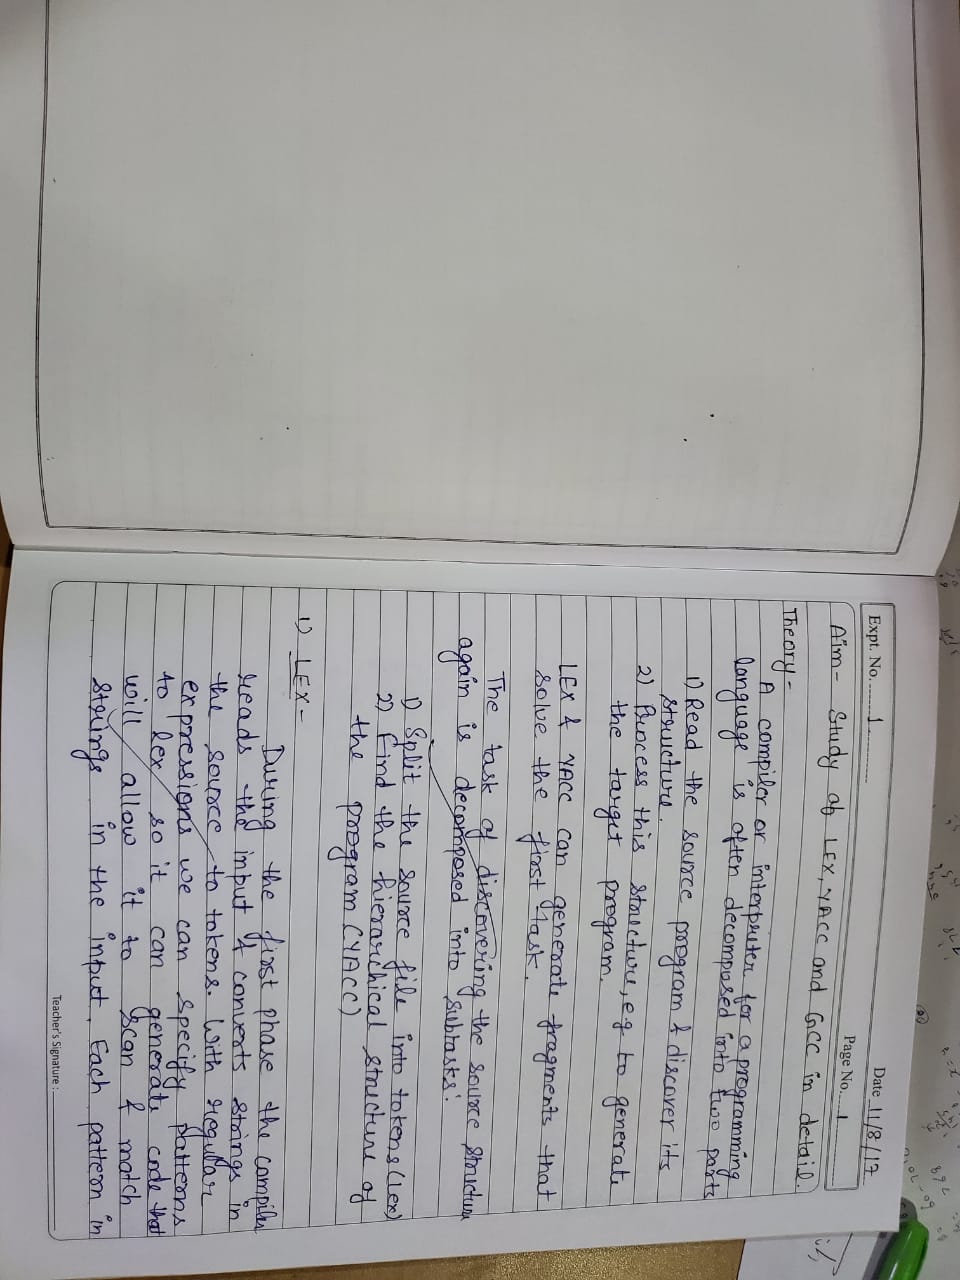 Expt. No. 1
Date 11/8/17
Page No. 1
Aim- Study of LEX, YAcc and Gcc in detail.
Theory-
A compiler or interpreter for a programming
language is often decomposed into two parts
1) Read the source program & discover its
structure.
2) Process this structure, e.g to generate
the target program.
LEX & YACC can generate fragments that
solve the first task.
The task of discovering the source structure
again is decomposed into subtasks:
1) Split the source file into tokens (Lex)
2) Find the hierarchical structure of
the program (YACC)
1) LEX-
During the first phase the compiler
reads the input & converts strings in
the source to tokens. With regular
expressions we can specify patterns
to lex so it can generate code that
will allow it to scan & match
strings in the input. Each pattern in
Teacher's Signature :